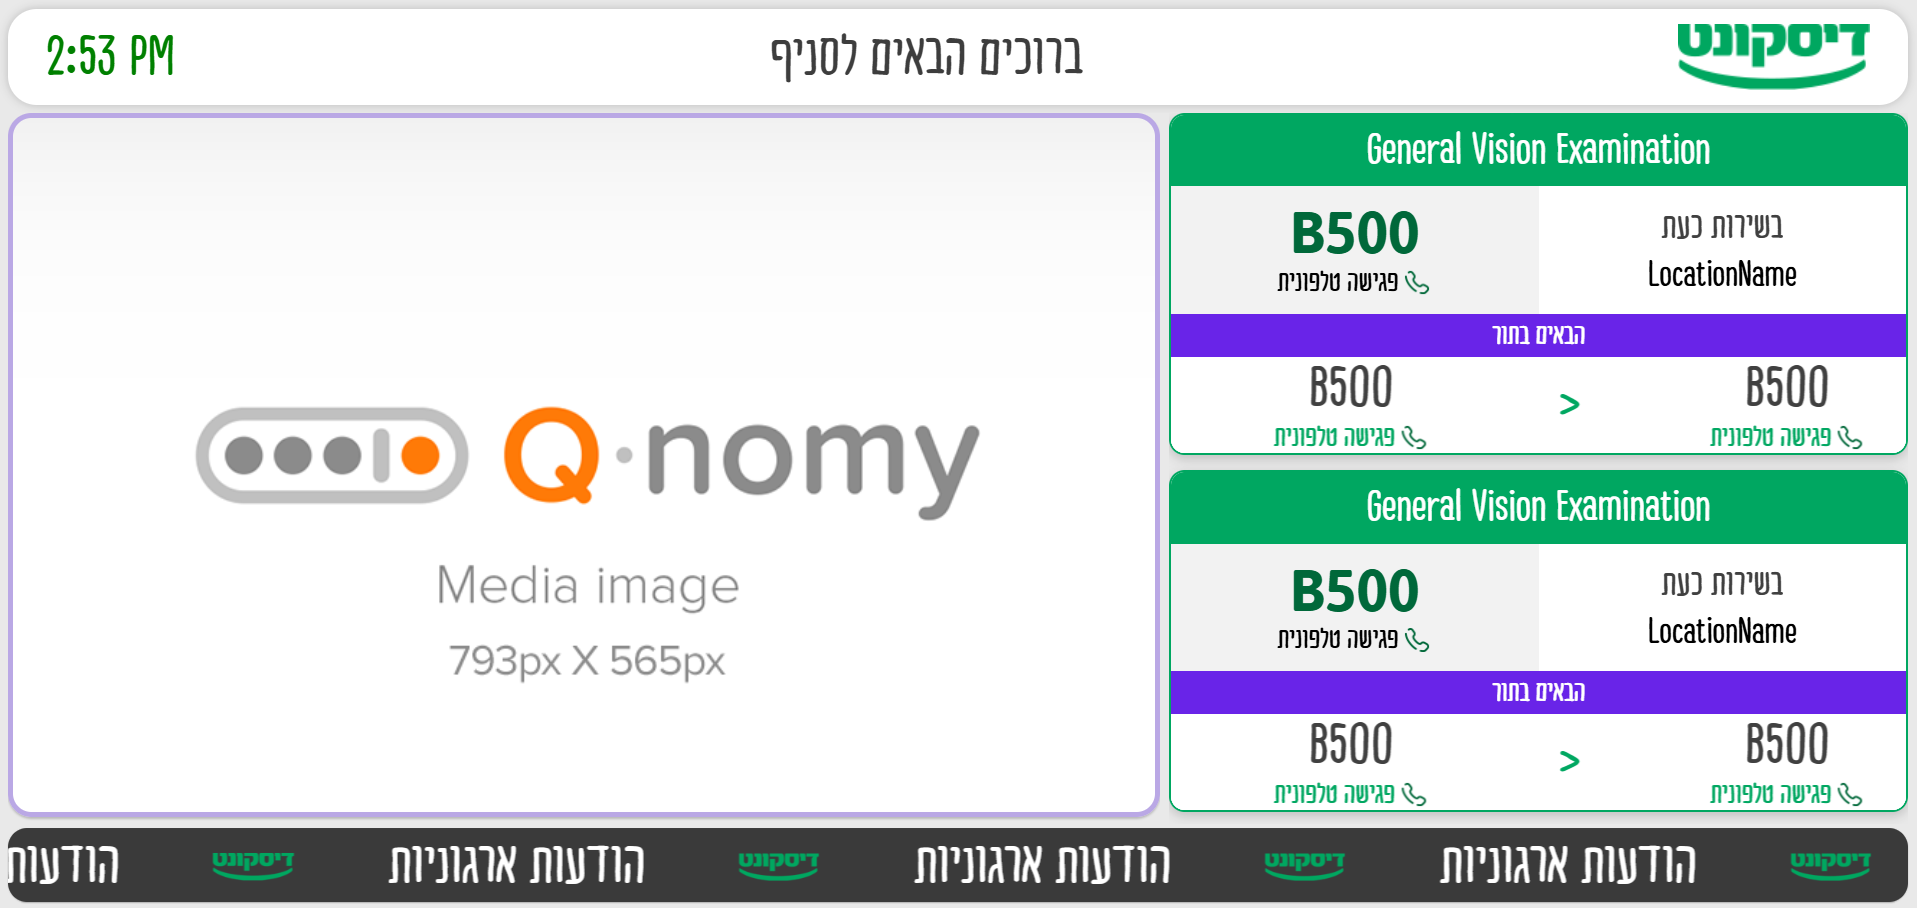 דיסקונט
ברוכים הבאים לסניף
2:53 PM
General Vision Examination
בשירות כעת
LocationName
B500
פגישה טלפונית
הבאים בתור
B500 > B500
פגישה טלפונית פגישה טלפונית
General Vision Examination
בשירות כעת
LocationName
B500
פגישה טלפונית
הבאים בתור
B500 > B500
פגישה טלפונית פגישה טלפונית
Q·nomy
Media image
793px X 565px
דיסקונט הודעות ארגוניות דיסקונט הודעות ארגוניות דיסקונט הודעות ארגוניות דיסקונט הודעות